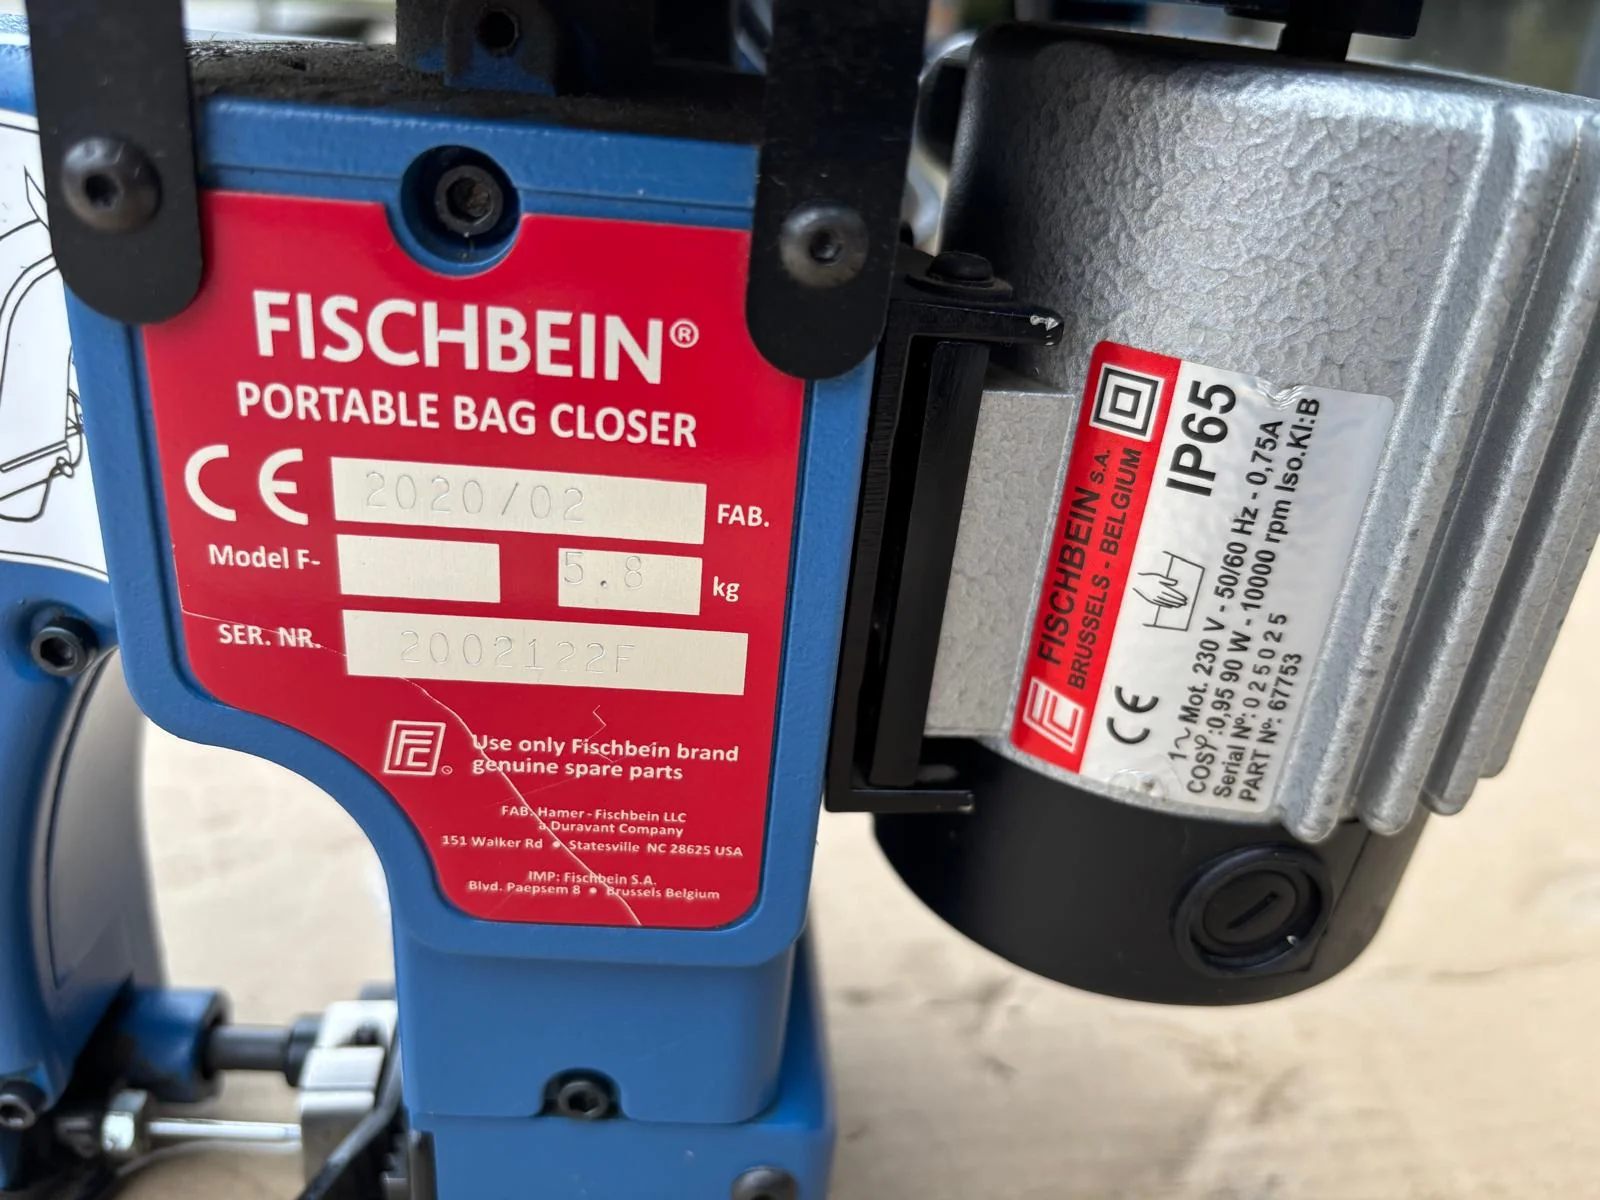 FISCHBEIN®
PORTABLE BAG CLOSER
CE 2020/02 FAB.
Model F- 5.8 kg
SER. NR. 2002122F
FC Use only Fischbein brand
genuine spare parts
FAB: Hamer - Fischbein LLC
a Duravant Company
151 Walker Rd • Statesville NC 28625 USA
IMP: Fischbein S.A.
Blvd. Paepsem 8 • Brussels Belgium
FC FISCHBEIN S.A.
BRUSSELS - BELGIUM
IP65
CE
1~ Mot. 230 V - 50/60 Hz - 0,75A
COSφ:0,95 90 W - 10000 rpm Iso.Kl:B
Serial Nº: 025025
PART Nº: 67753